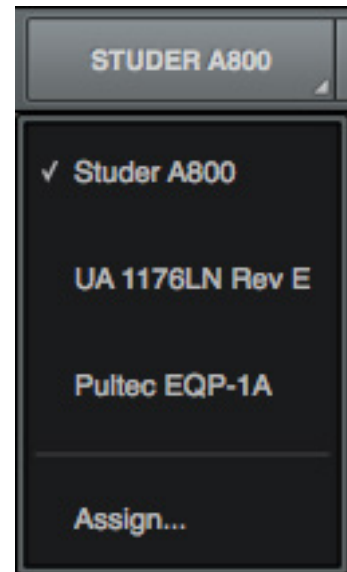 STUDER A800
✓ Studer A800
UA 1176LN Rev E
Pultec EQP-1A
Assign...